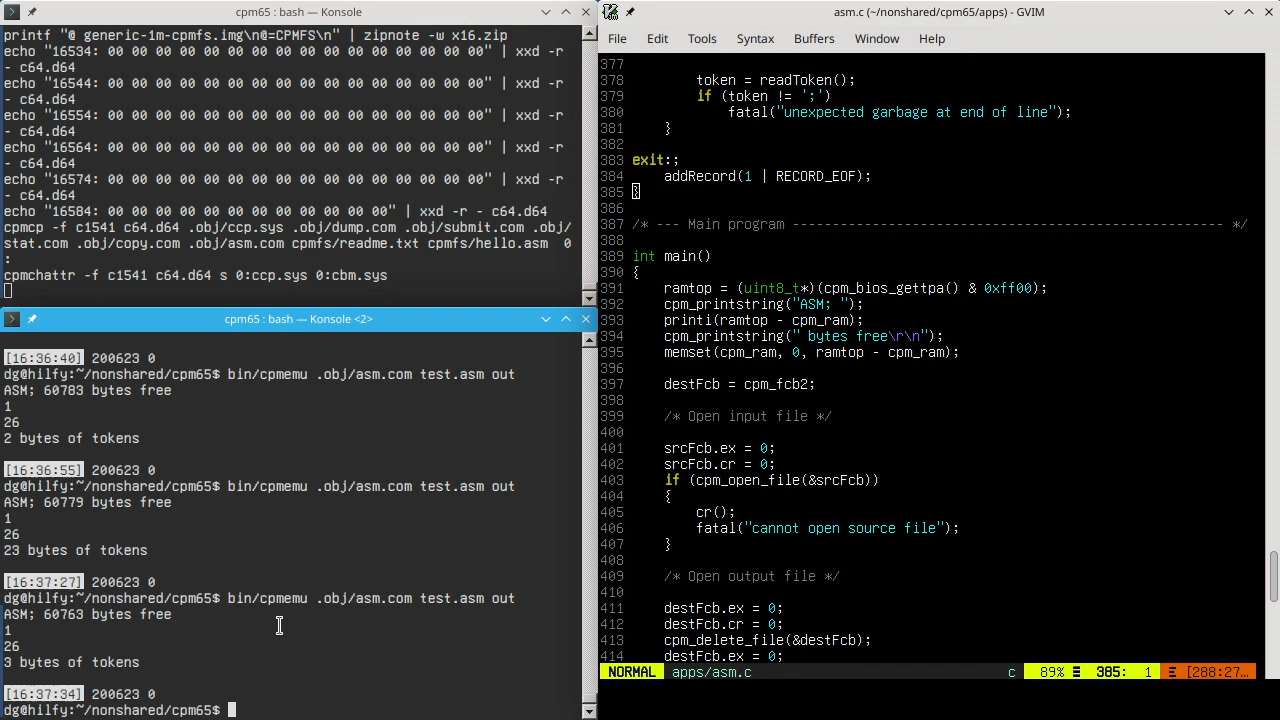 cpm65 : bash — Konsole
printf "@ generic-1m-cpmfs.img\n@=CPMFS\n" | zipnote -w x16.zip
echo "16534: 00 00 00 00 00 00 00 00 00 00 00 00 00 00 00 00" | xxd -r
- c64.d64
echo "16544: 00 00 00 00 00 00 00 00 00 00 00 00 00 00 00 00" | xxd -r
- c64.d64
echo "16554: 00 00 00 00 00 00 00 00 00 00 00 00 00 00 00 00" | xxd -r
- c64.d64
echo "16564: 00 00 00 00 00 00 00 00 00 00 00 00 00 00 00 00" | xxd -r
- c64.d64
echo "16574: 00 00 00 00 00 00 00 00 00 00 00 00 00 00 00 00" | xxd -r
- c64.d64
echo "16584: 00 00 00 00 00 00 00 00 00 00 00" | xxd -r - c64.d64
cpmcp -f c1541 c64.d64 .obj/ccp.sys .obj/dump.com .obj/submit.com .obj/
stat.com .obj/copy.com .obj/asm.com cpmfs/readme.txt cpmfs/hello.asm  0
:
cpmchattr -f c1541 c64.d64 s 0:ccp.sys 0:cbm.sys
cpm65 : bash — Konsole <2>
[16:36:40] 200623 0
dg@hilfy:~/nonshared/cpm65$ bin/cpmemu .obj/asm.com test.asm out
ASM; 60783 bytes free
1
26
2 bytes of tokens
[16:36:55] 200623 0
dg@hilfy:~/nonshared/cpm65$ bin/cpmemu .obj/asm.com test.asm out
ASM; 60779 bytes free
1
26
23 bytes of tokens
[16:37:27] 200623 0
dg@hilfy:~/nonshared/cpm65$ bin/cpmemu .obj/asm.com test.asm out
ASM; 60763 bytes free
1
26
3 bytes of tokens
[16:37:34] 200623 0
dg@hilfy:~/nonshared/cpm65$
asm.c (~/nonshared/cpm65/apps) - GVIM
File Edit Tools Syntax Buffers Window Help
377
378         token = readToken();
379         if (token != ';')
380             fatal("unexpected garbage at end of line");
381     }
382
383 exit:;
384     addRecord(1 | RECORD_EOF);
385 }
386
387 /* --- Main program ------------------------------------------------------ */
388
389 int main()
390 {
391     ramtop = (uint8_t*)(cpm_bios_gettpa() & 0xff00);
392     cpm_printstring("ASM; ");
393     printi(ramtop - cpm_ram);
394     cpm_printstring(" bytes free\r\n");
395     memset(cpm_ram, 0, ramtop - cpm_ram);
396
397     destFcb = cpm_fcb2;
398
399     /* Open input file */
400
401     srcFcb.ex = 0;
402     srcFcb.cr = 0;
403     if (cpm_open_file(&srcFcb))
404     {
405         cr();
406         fatal("cannot open source file");
407     }
408
409     /* Open output file */
410
411     destFcb.ex = 0;
412     destFcb.cr = 0;
413     cpm_delete_file(&destFcb);
414     destFcb.ex = 0;
NORMAL apps/asm.c c 89% ☰ 385: 1 ☰ [288:27…